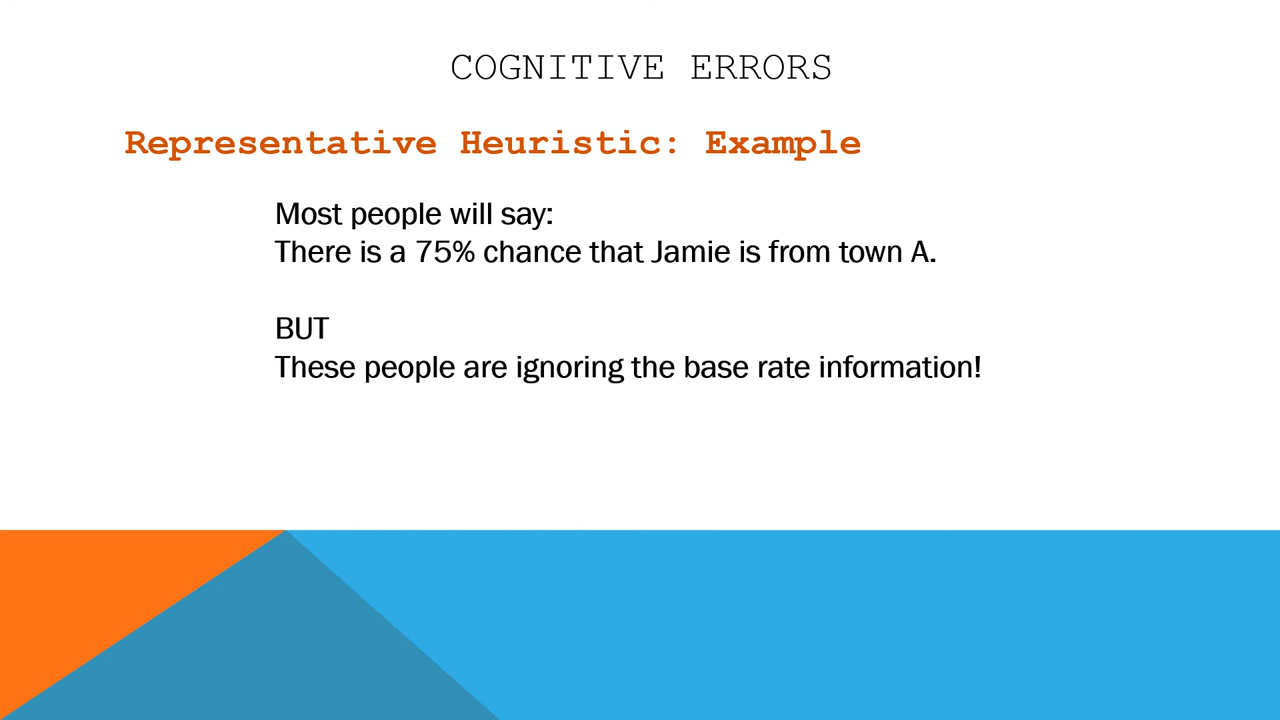 COGNITIVE ERRORS
Representative Heuristic: Example
Most people will say:
There is a 75% chance that Jamie is from town A.
BUT
These people are ignoring the base rate information!